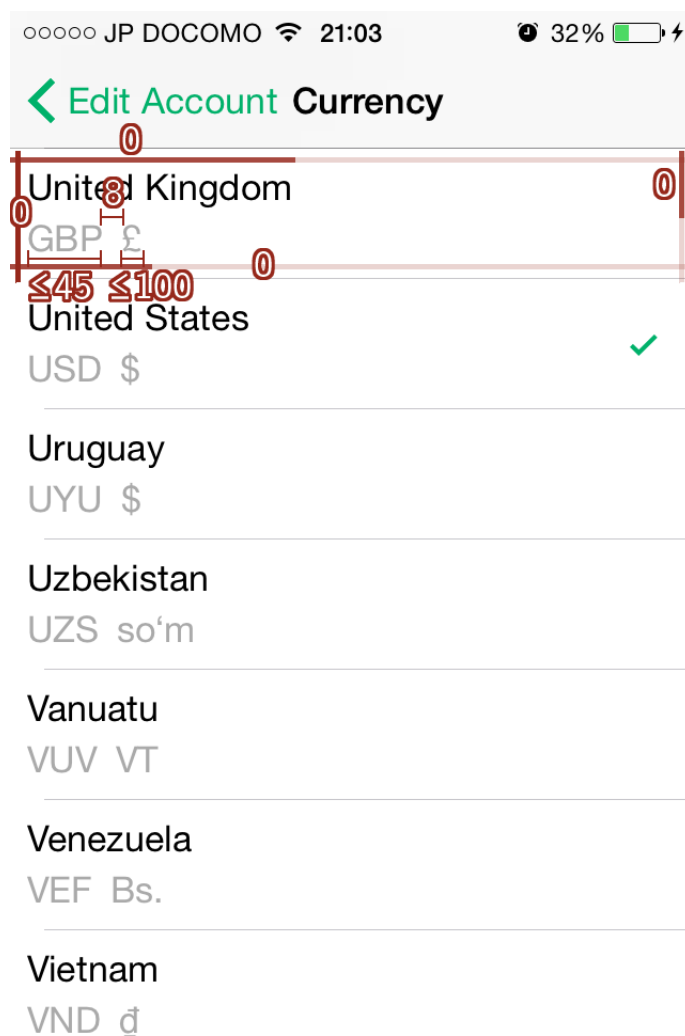 JP DOCOMO 21:03 32%
Edit Account Currency
0
United Kingdom
8
0
0
GBP £
0
≤45 ≤100
United States
USD $
Uruguay
UYU $
Uzbekistan
UZS so‘m
Vanuatu
VUV VT
Venezuela
VEF Bs.
Vietnam
VND ₫